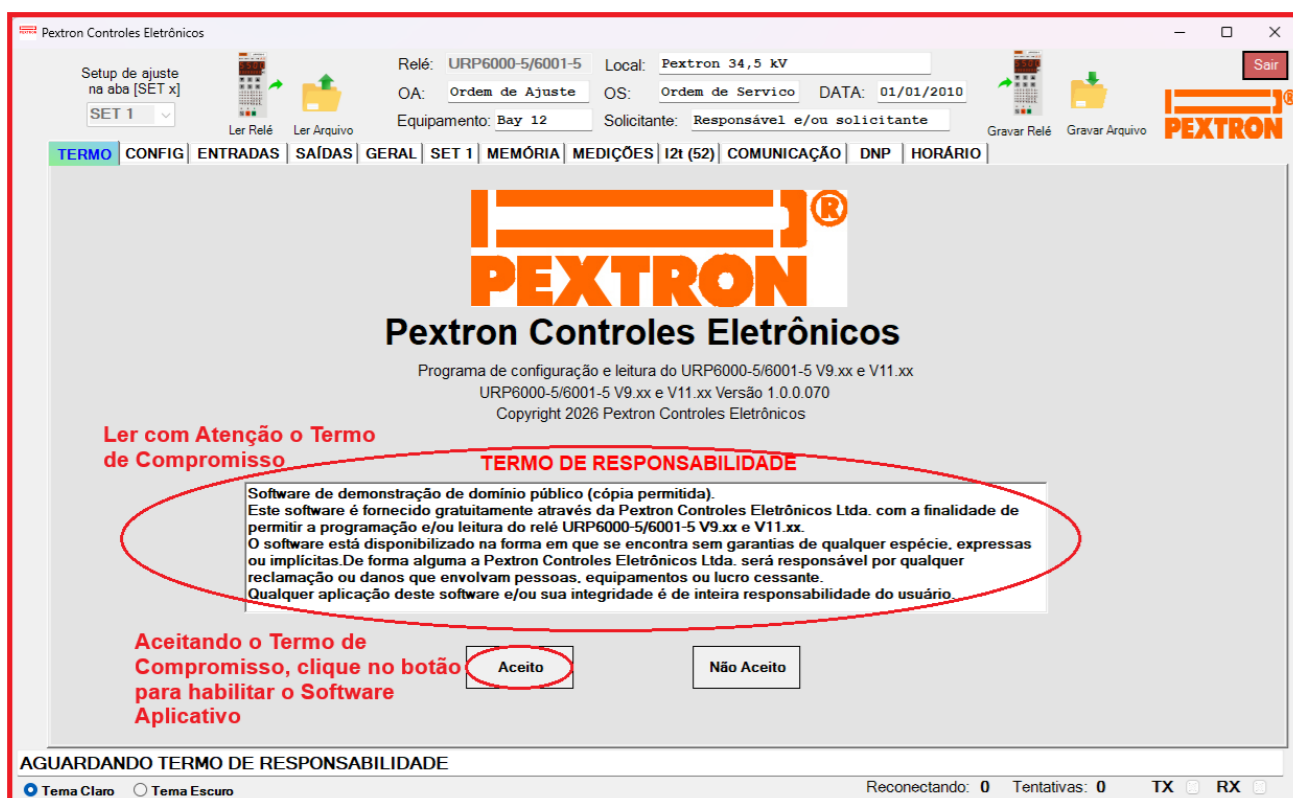 Pextron Controles Eletrônicos
Setup de ajuste
na aba [SET x]
SET 1
Ler Relé
Ler Arquivo
Relé: URP6000-5/6001-5
Local: Pextron 34,5 kV
OA: Ordem de Ajuste
OS: Ordem de Servico
DATA: 01/01/2010
Equipamento: Bay 12
Solicitante: Responsável e/ou solicitante
Gravar Relé
Gravar Arquivo
Sair
PEXTRON
TERMO CONFIG ENTRADAS SAÍDAS GERAL SET 1 MEMÓRIA MEDIÇÕES I2t (52) COMUNICAÇÃO DNP HORÁRIO
PEXTRON
Pextron Controles Eletrônicos
Programa de configuração e leitura do URP6000-5/6001-5 V9.xx e V11.xx
URP6000-5/6001-5 V9.xx e V11.xx Versão 1.0.0.070
Copyright 2026 Pextron Controles Eletrônicos
Ler com Atenção o Termo
de Compromisso
TERMO DE RESPONSABILIDADE
Software de demonstração de domínio público (cópia permitida).
Este software é fornecido gratuitamente através da Pextron Controles Eletrônicos Ltda. com a finalidade de
permitir a programação e/ou leitura do relé URP6000-5/6001-5 V9.xx e V11.xx.
O software está disponibilizado na forma em que se encontra sem garantias de qualquer espécie, expressas
ou implícitas.De forma alguma a Pextron Controles Eletrônicos Ltda. será responsável por qualquer
reclamação ou danos que envolvam pessoas, equipamentos ou lucro cessante.
Qualquer aplicação deste software e/ou sua integridade é de inteira responsabilidade do usuário.
Aceitando o Termo de
Compromisso, clique no botão
para habilitar o Software
Aplicativo
Aceito
Não Aceito
AGUARDANDO TERMO DE RESPONSABILIDADE
Tema Claro
Tema Escuro
Reconectando: 0
Tentativas: 0
TX
RX